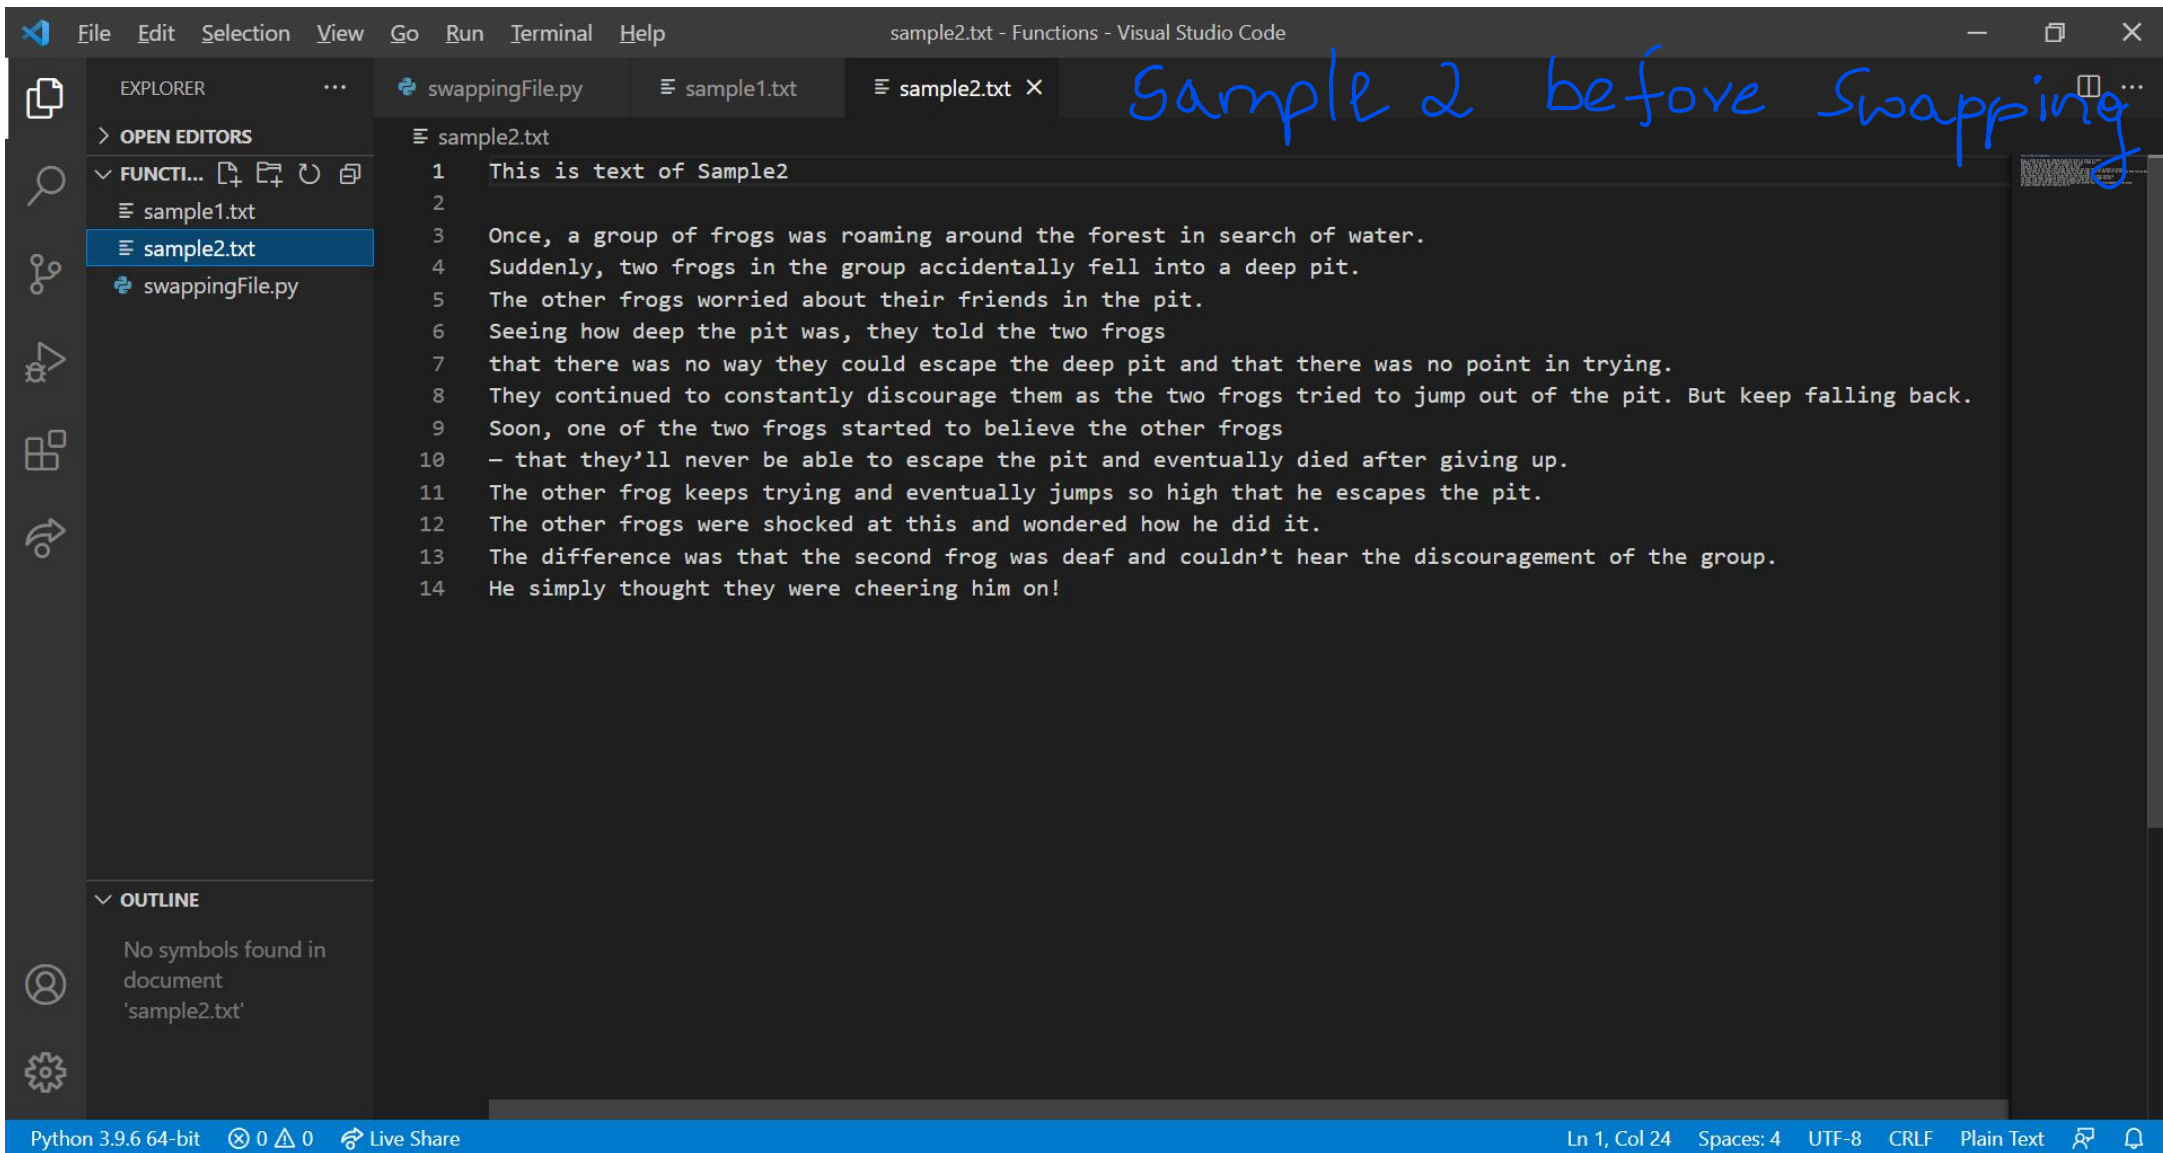 File Edit Selection View Go Run Terminal Help sample2.txt - Functions - Visual Studio Code
EXPLORER ... swappingFile.py sample1.txt sample2.txt Sample 2 before Swapping
OPEN EDITORS sample2.txt
FUNCTI...
sample1.txt
sample2.txt
swappingFile.py
1 This is text of Sample2
2
3 Once, a group of frogs was roaming around the forest in search of water.
4 Suddenly, two frogs in the group accidentally fell into a deep pit.
5 The other frogs worried about their friends in the pit.
6 Seeing how deep the pit was, they told the two frogs
7 that there was no way they could escape the deep pit and that there was no point in trying.
8 They continued to constantly discourage them as the two frogs tried to jump out of the pit. But keep falling back.
9 Soon, one of the two frogs started to believe the other frogs
10 — that they’ll never be able to escape the pit and eventually died after giving up.
11 The other frog keeps trying and eventually jumps so high that he escapes the pit.
12 The other frogs were shocked at this and wondered how he did it.
13 The difference was that the second frog was deaf and couldn’t hear the discouragement of the group.
14 He simply thought they were cheering him on!
OUTLINE
No symbols found in
document
'sample2.txt'
Python 3.9.6 64-bit 0 0 Live Share Ln 1, Col 24 Spaces: 4 UTF-8 CRLF Plain Text